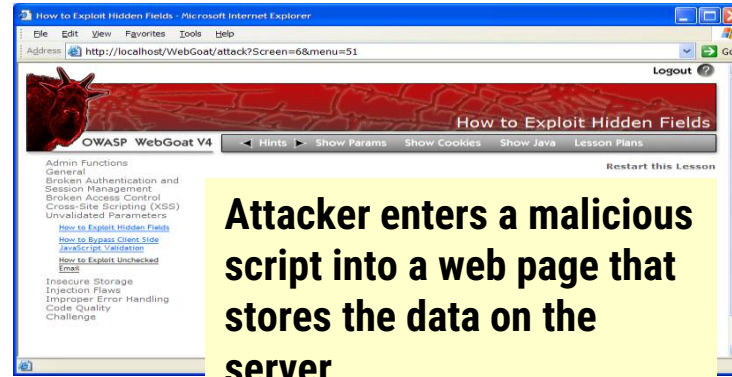 How to Exploit Hidden Fields - Microsoft Internet Explorer
File Edit View Favorites Tools Help
Address http://localhost/WebGoat/attack?Screen=6&menu=51 Go
Logout ?
How to Exploit Hidden Fields
OWASP WebGoat V4 ◄ Hints ► Show Params Show Cookies Show Java Lesson Plans
Restart this Lesson
Admin Functions
General
Broken Authentication and
Session Management
Broken Access Control
Cross-Site Scripting (XSS)
Unvalidated Parameters
How to Exploit Hidden Fields
How to Bypass Client Side
JavaScript Validation
How to Exploit Unchecked
Email
Insecure Storage
Injection Flaws
Improper Error Handling
Code Quality
Challenge
Attacker enters a malicious
script into a web page that
stores the data on the
server